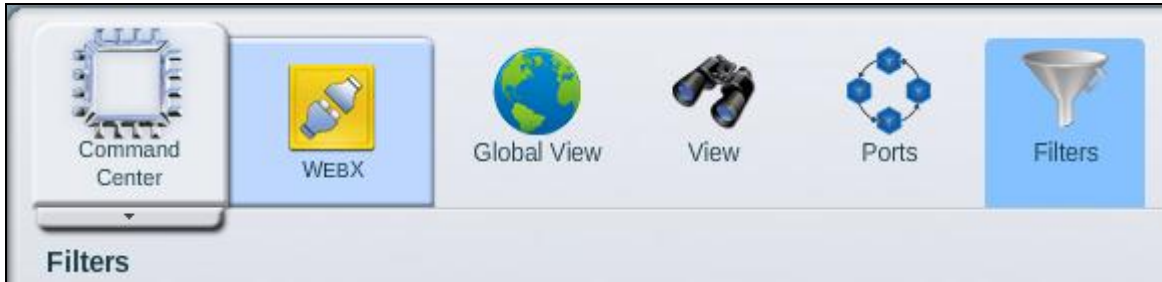 Command
Center
WEBX
Global View
View
Ports
Filters
Filters